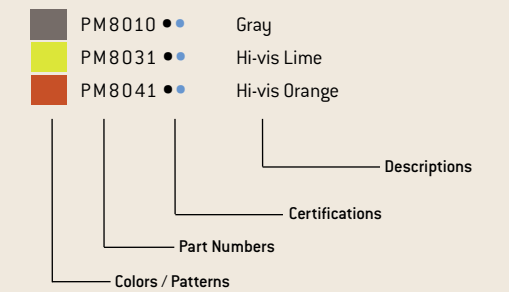 PM8010 •• Gray
PM8031 •• Hi-vis Lime
PM8041 •• Hi-vis Orange
Descriptions
Certifications
Part Numbers
Colors / Patterns